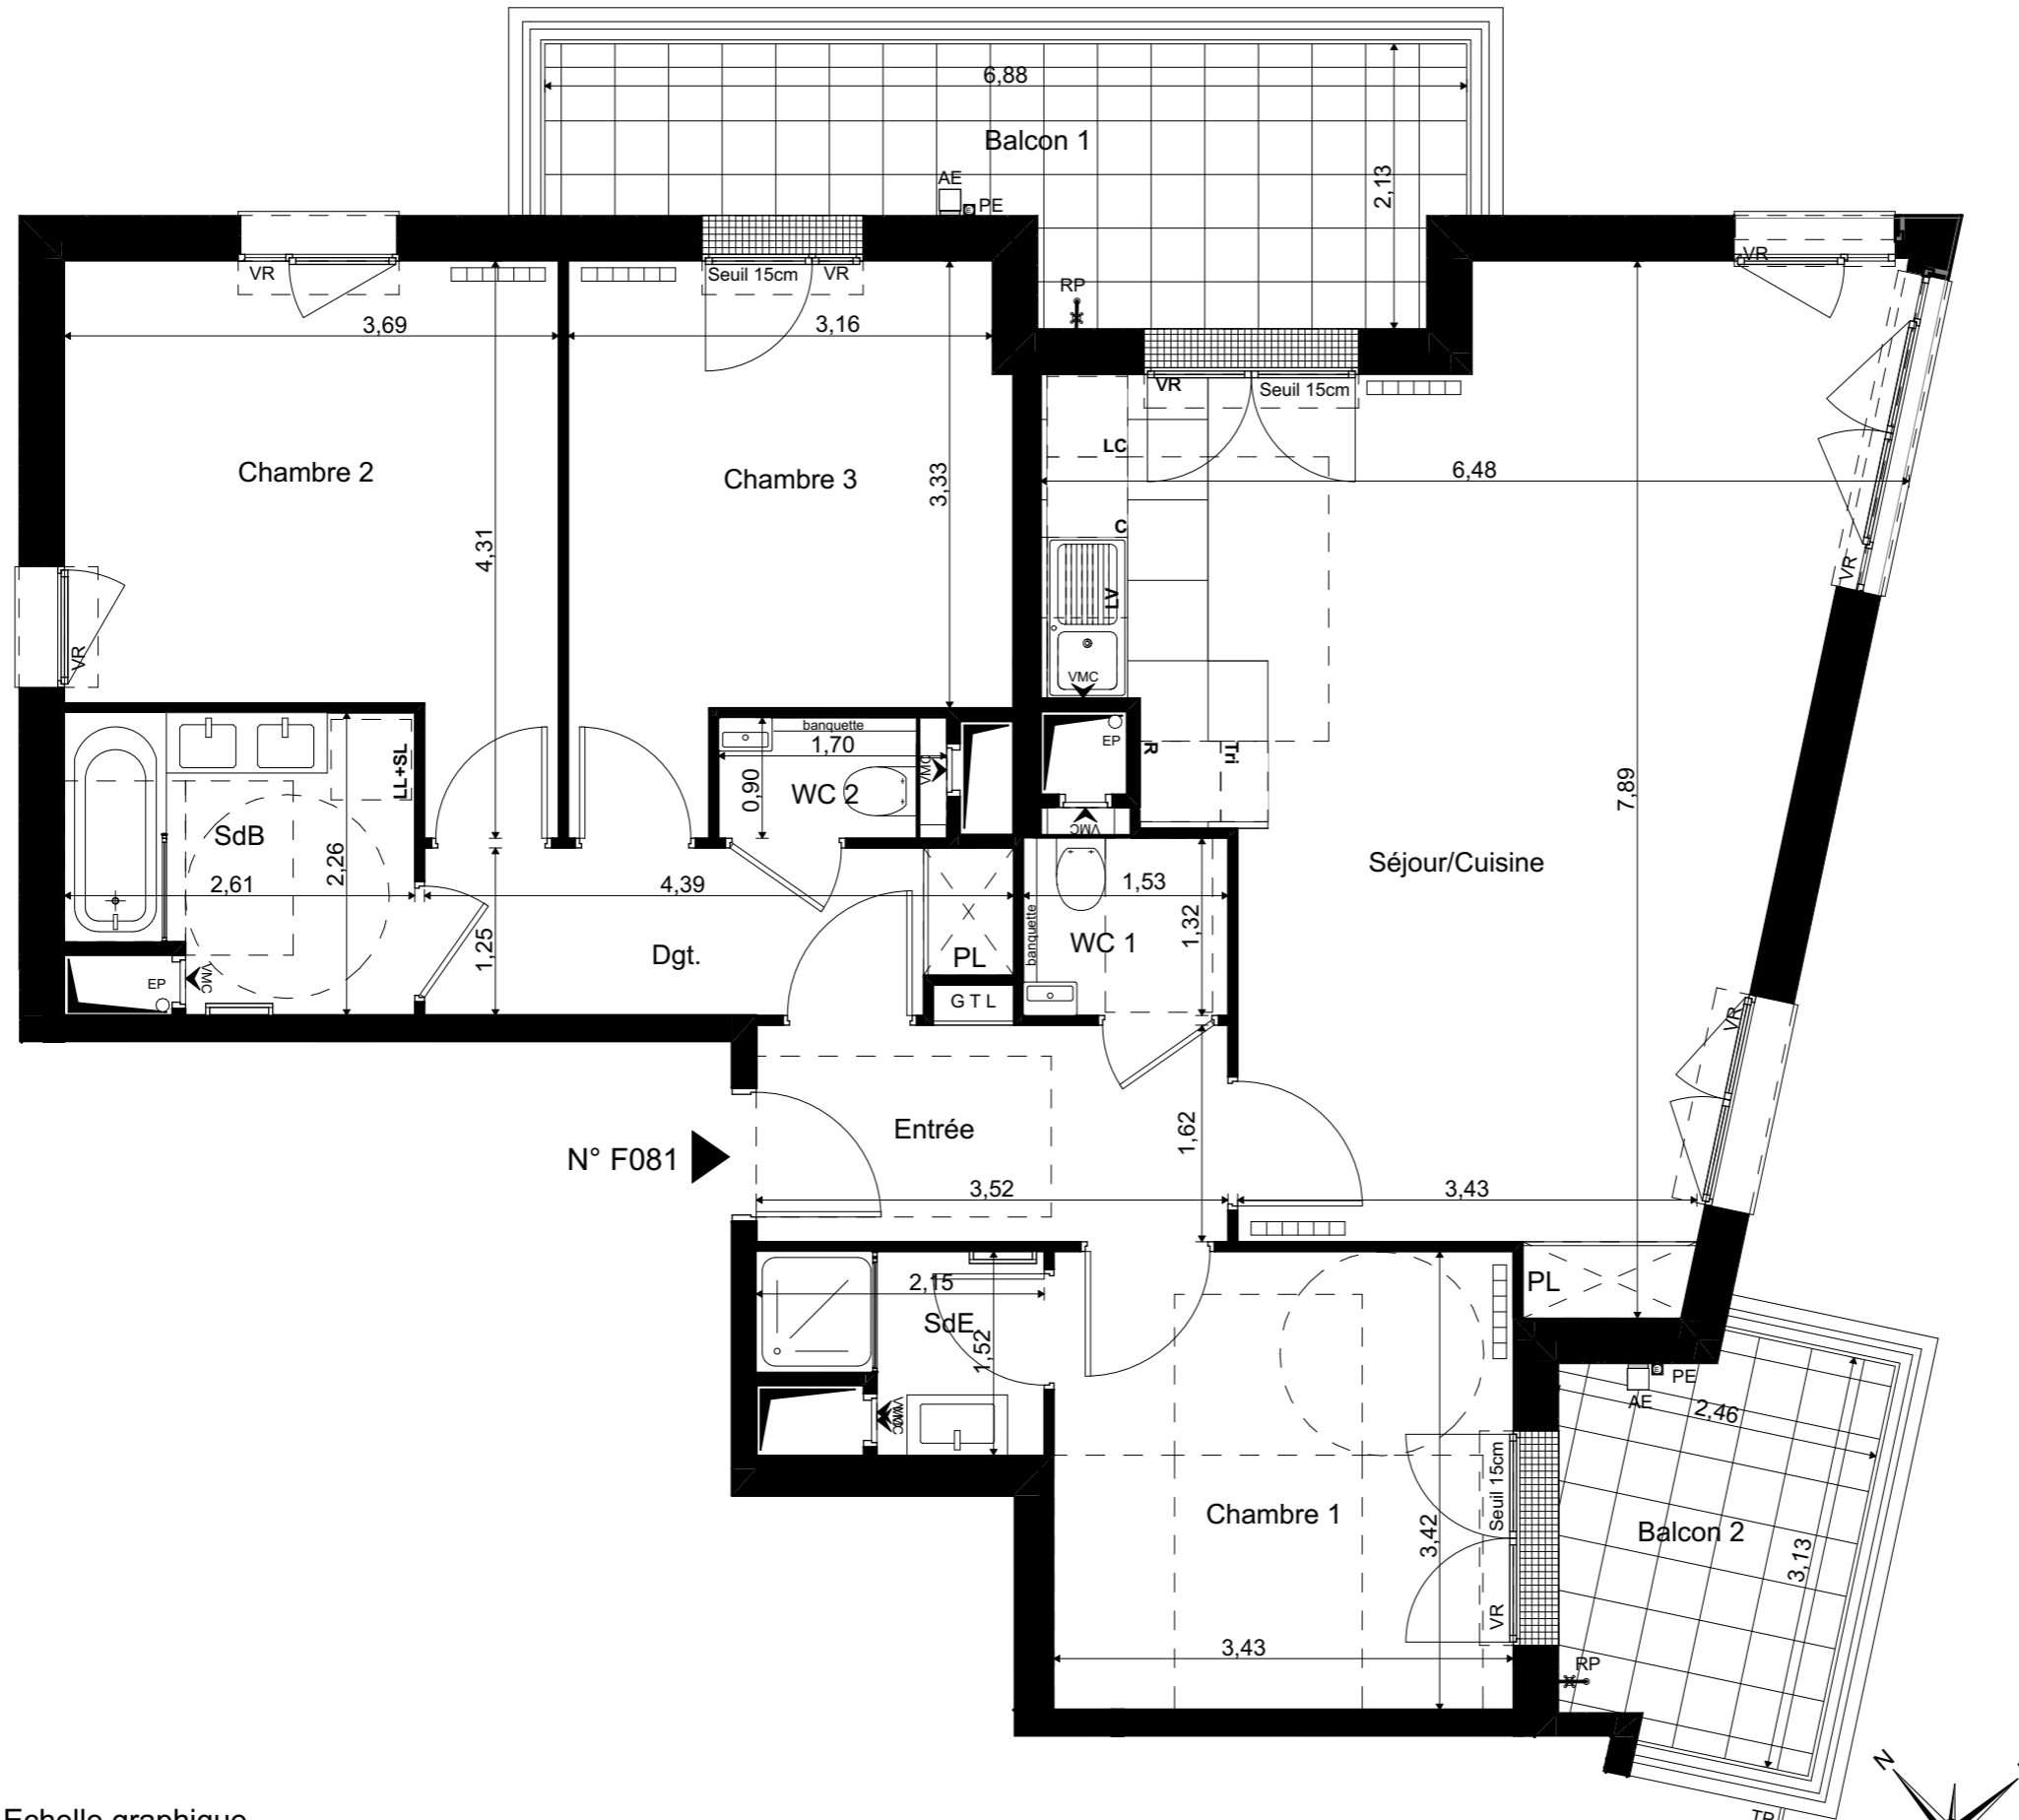 6,88
Balcon 1
2,13
AE
PE
VR
Seuil 15cm
VR
VR
RP
3,69
3,16
VR
Seuil 15cm
LC
6,48
Chambre 2
Chambre 3
3,33
C
4,31
VR
LV
VR
VMC
banquette
1,70
EP
R
Tri
7,89
LL+SL
0,90
WC 2
VMC
VMC
SdB
2,26
Séjour/Cuisine
2,61
4,39
1,53
1,32
banquette
WC 1
1,25
Dgt.
PL
EP
VMC
G T L
VR
Entrée
1,62
N° F081
3,52
3,43
2,15
PL
SdE
1,52
PE
AE
2,46
VMC
Seuil 15cm
Chambre 1
3,42
Balcon 2
3,13
VR
3,43
RP
N
Echelle graphique
TP